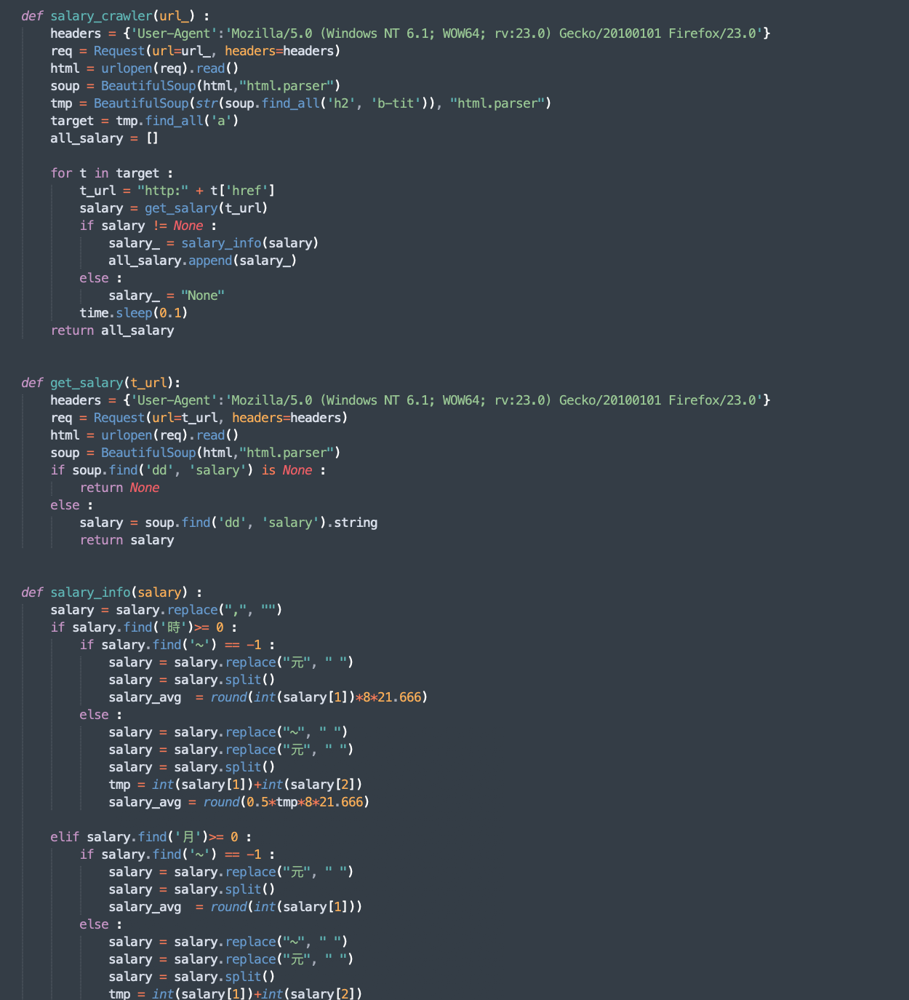 def salary_crawler(url_) :
    headers = {'User-Agent':'Mozilla/5.0 (Windows NT 6.1; WOW64; rv:23.0) Gecko/20100101 Firefox/23.0'}
    req = Request(url=url_, headers=headers)
    html = urlopen(req).read()
    soup = BeautifulSoup(html,"html.parser")
    tmp = BeautifulSoup(str(soup.find_all('h2', 'b-tit')), "html.parser")
    target = tmp.find_all('a')
    all_salary = []

    for t in target :
        t_url = "http:" + t['href']
        salary = get_salary(t_url)
        if salary != None :
            salary_ = salary_info(salary)
            all_salary.append(salary_)
        else :
            salary_ = "None"
        time.sleep(0.1)
    return all_salary


def get_salary(t_url):
    headers = {'User-Agent':'Mozilla/5.0 (Windows NT 6.1; WOW64; rv:23.0) Gecko/20100101 Firefox/23.0'}
    req = Request(url=t_url, headers=headers)
    html = urlopen(req).read()
    soup = BeautifulSoup(html,"html.parser")
    if soup.find('dd', 'salary') is None :
        return None
    else :
        salary = soup.find('dd', 'salary').string
        return salary


def salary_info(salary) :
    salary = salary.replace(",", "")
    if salary.find('時')>= 0 :
        if salary.find('~') == -1 :
            salary = salary.replace("元", " ")
            salary = salary.split()
            salary_avg  = round(int(salary[1])*8*21.666)
        else :
            salary = salary.replace("~", " ")
            salary = salary.replace("元", " ")
            salary = salary.split()
            tmp = int(salary[1])+int(salary[2])
            salary_avg = round(0.5*tmp*8*21.666)

    elif salary.find('月')>= 0 :
        if salary.find('~') == -1 :
            salary = salary.replace("元", " ")
            salary = salary.split()
            salary_avg  = round(int(salary[1]))
        else :
            salary = salary.replace("~", " ")
            salary = salary.replace("元", " ")
            salary = salary.split()
            tmp = int(salary[1])+int(salary[2])